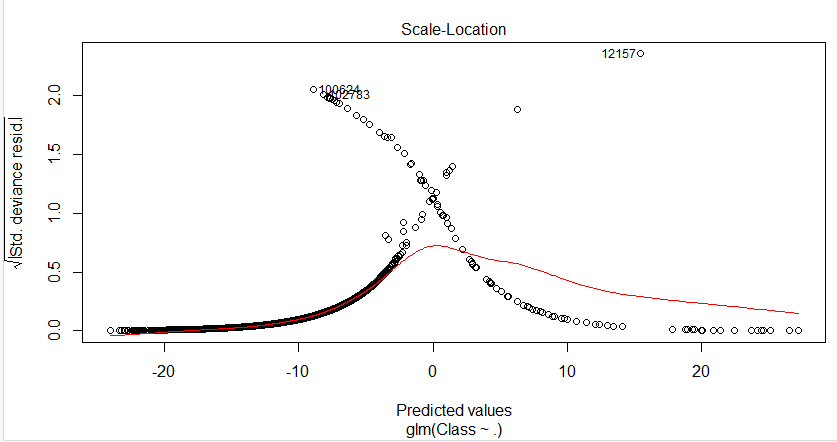 Scale-Location
12157
100624
102783
√|Std. deviance resid.|
0.0 0.5 1.0 1.5 2.0
-20 -10 0 10 20
Predicted values
glm(Class ~ .)